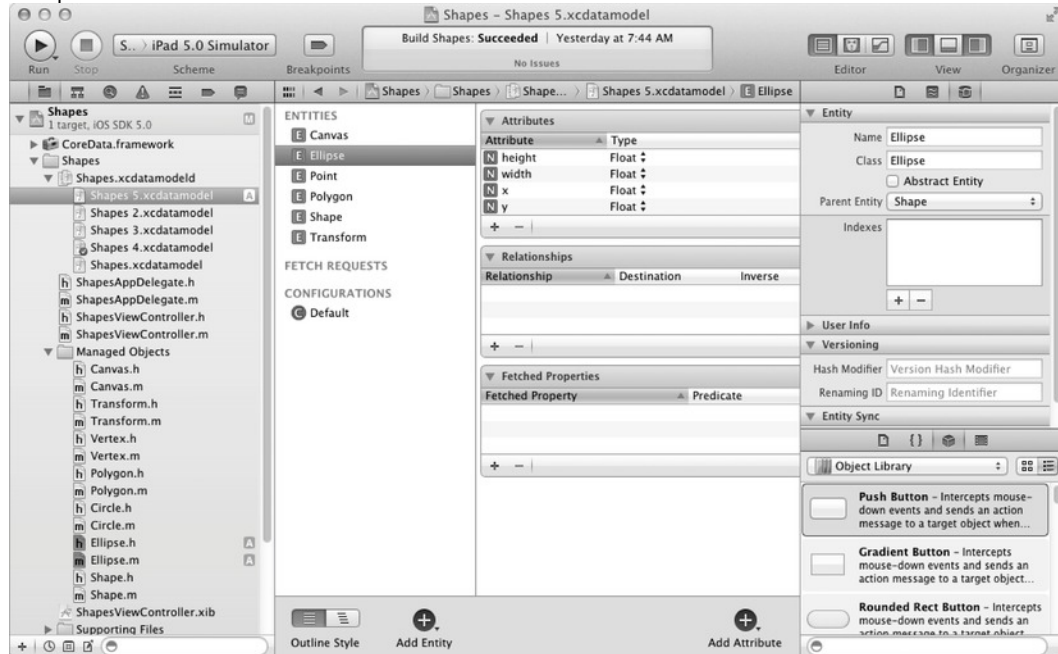 Shapes – Shapes 5.xcdatamodel
Run
Stop
S.. › iPad 5.0 Simulator
Scheme
Breakpoints
Build Shapes: Succeeded | Yesterday at 7:44 AM
No Issues
Editor
View
Organizer
Shapes
1 target, iOS SDK 5.0
M
CoreData.framework
Shapes
Shapes.xcdatamodeld
Shapes 5.xcdatamodel
A
Shapes 2.xcdatamodel
Shapes 3.xcdatamodel
Shapes 4.xcdatamodel
Shapes.xcdatamodel
h ShapesAppDelegate.h
m ShapesAppDelegate.m
h ShapesViewController.h
m ShapesViewController.m
Managed Objects
h Canvas.h
m Canvas.m
h Transform.h
m Transform.m
h Vertex.h
m Vertex.m
h Polygon.h
m Polygon.m
h Circle.h
m Circle.m
h Ellipse.h A
m Ellipse.m A
h Shape.h
m Shape.m
ShapesViewController.xib
Supporting Files
Shapes › Shapes › Shape... › Shapes 5.xcdatamodel › E Ellipse
ENTITIES
E Canvas
E Ellipse
E Point
E Polygon
E Shape
E Transform
FETCH REQUESTS
CONFIGURATIONS
C Default
Outline Style
Add Entity
Attributes
Attribute Type
N height Float
N width Float
N x Float
N y Float
+ −
Relationships
Relationship Destination Inverse
+ −
Fetched Properties
Fetched Property Predicate
+ −
Add Attribute
Entity
Name Ellipse
Class Ellipse
Abstract Entity
Parent Entity Shape
Indexes
+ −
User Info
Versioning
Hash Modifier Version Hash Modifier
Renaming ID Renaming Identifier
Entity Sync
{}
Object Library
Push Button – Intercepts mouse-
down events and sends an action
message to a target object when...
Gradient Button – Intercepts
mouse-down events and sends an
action message to a target object...
Rounded Rect Button – Intercepts
mouse-down events and sends an
action message to a target object